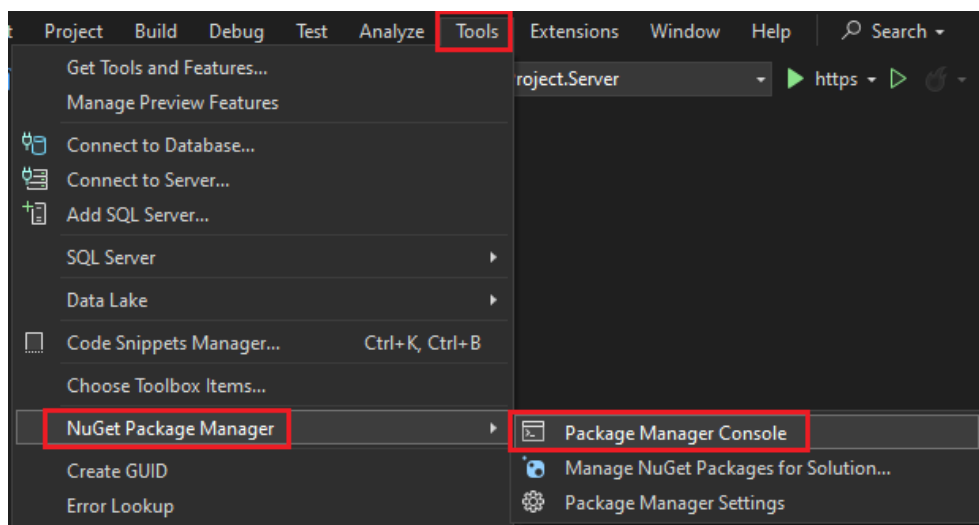 t Project Build Debug Test Analyze Tools Extensions Window Help Search
Get Tools and Features...
roject.Server https
Manage Preview Features
Connect to Database...
Connect to Server...
Add SQL Server...
SQL Server
Data Lake
Code Snippets Manager... Ctrl+K, Ctrl+B
Choose Toolbox Items...
NuGet Package Manager
Package Manager Console
Create GUID
Manage NuGet Packages for Solution...
Error Lookup
Package Manager Settings